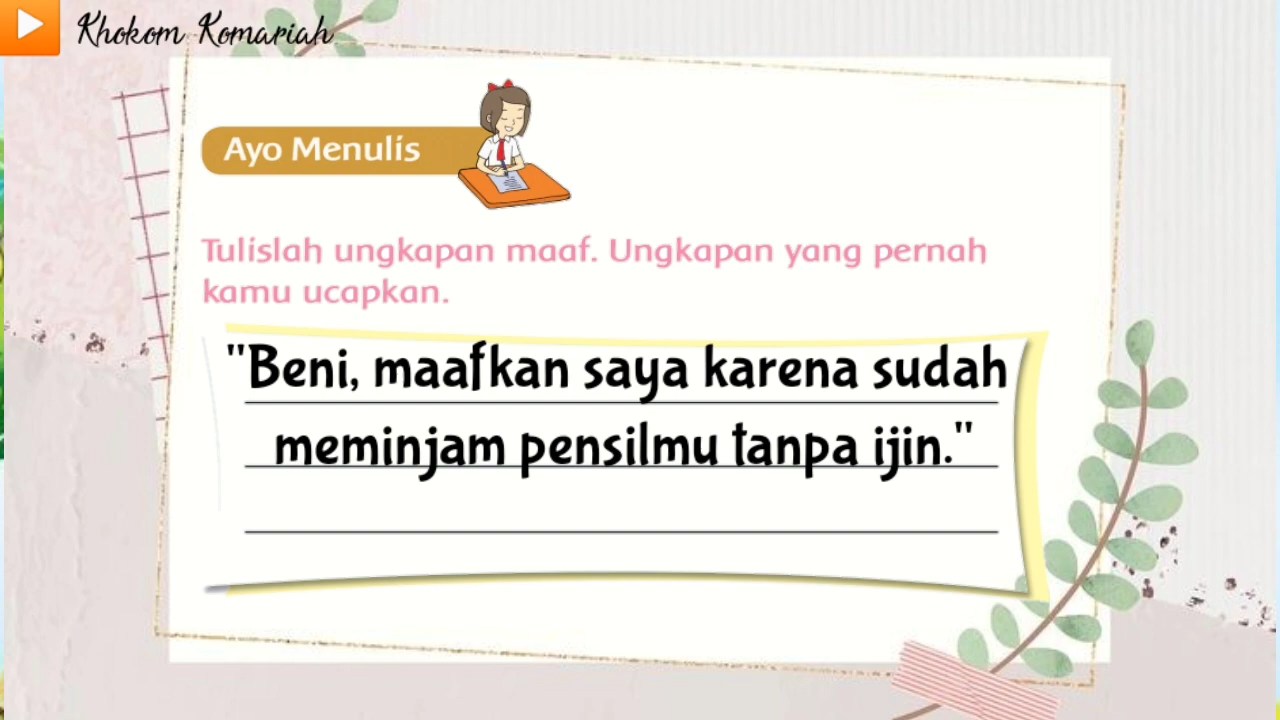 Khokom Komariah
Ayo Menulis
Tulislah ungkapan maaf. Ungkapan yang pernah
kamu ucapkan.
"Beni, maafkan saya karena sudah
meminjam pensilmu tanpa ijin."